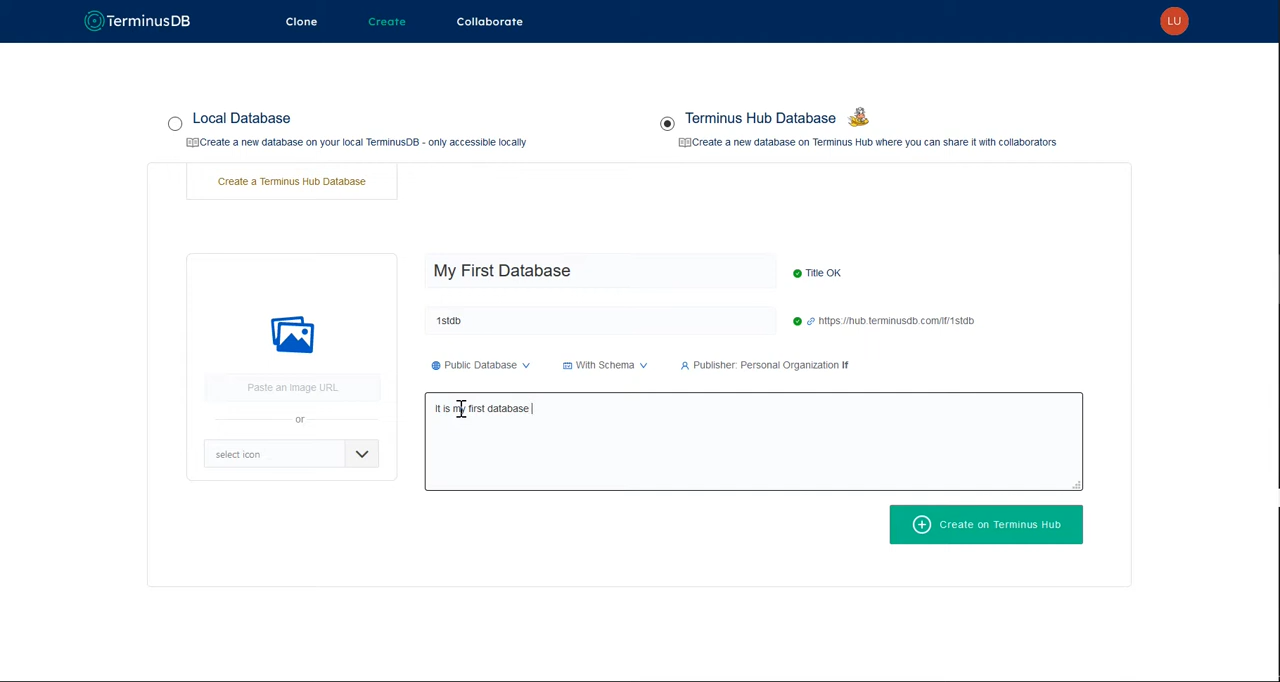 TerminusDB Clone Create Collaborate LU
Local Database
Create a new database on your local TerminusDB - only accessible locally
Terminus Hub Database
Create a new database on Terminus Hub where you can share it with collaborators
Create a Terminus Hub Database
Paste an Image URL
or
select icon
My First Database
Title OK
1stdb
https://hub.terminusdb.com/lf/1stdb
Public Database With Schema Publisher: Personal Organization lf
It is my first database
Create on Terminus Hub